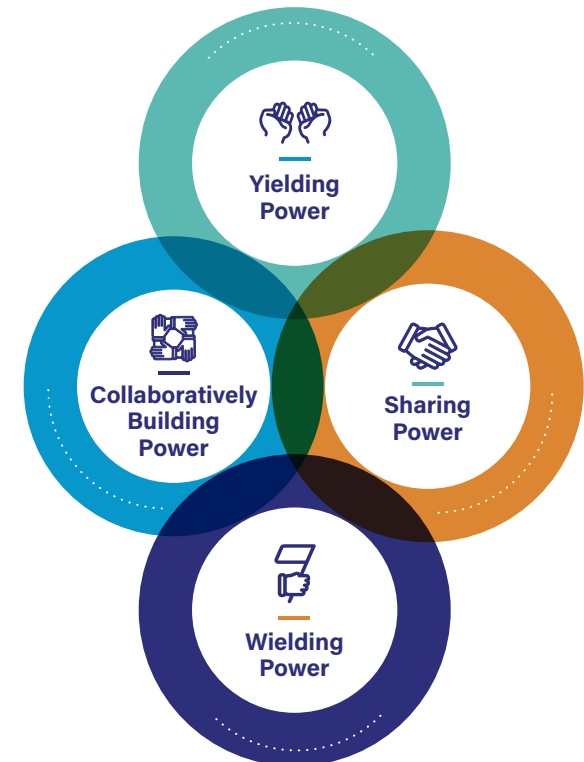 Yielding
Power
Collaboratively
Building
Power
Sharing
Power
Wielding
Power